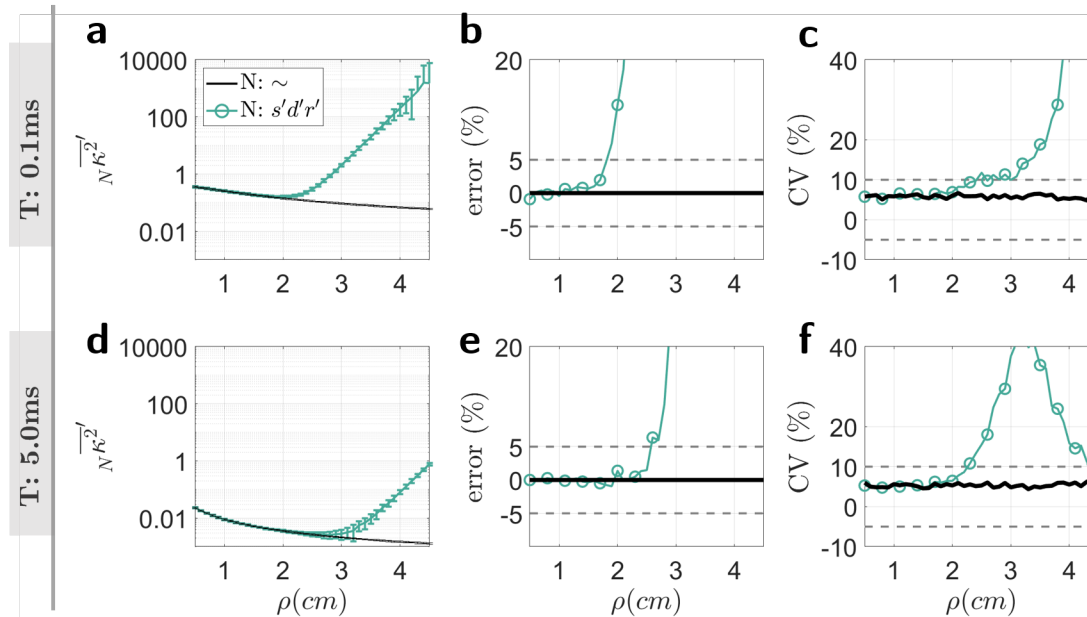 a
b
c
T: 0.1ms
N: ∼
N: s′d′r′
10000
100
1
0.01
1 2 3 4
N κ²′
20
5
0
-5
1 2 3 4
error (%)
40
20
10
0
-10
1 2 3 4
CV (%)
d
e
f
T: 5.0ms
10000
100
1
0.01
1 2 3 4
N κ²′
ρ(cm)
20
5
0
-5
1 2 3 4
error (%)
ρ(cm)
40
20
10
0
-10
1 2 3 4
CV (%)
ρ(cm)